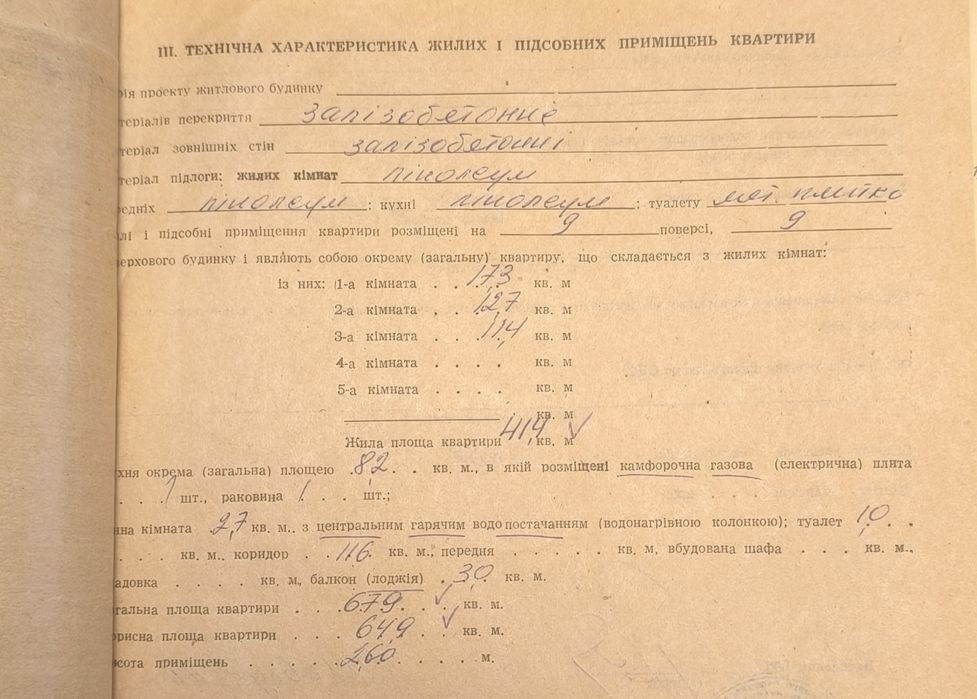 III. ТЕХНІЧНА ХАРАКТЕРИСТИКА ЖИЛИХ І ПІДСОБНИХ ПРИМІЩЕНЬ КВАРТИРИ
ія проекту житлового будинку
теріалів перекриття залізобетонне
теріал зовнішніх стін залізобетонні
теріал підлоги: жилих кімнат лінолеум
редніх лінолеум ; кухні лінолеум ; туалету мет. плитка
лі і підсобні приміщення квартири розміщені на 9 поверсі, 9
верхового будинку і являють собою окрему (загальну) квартиру, що складається з жилих кімнат:
із них: 1-а кімната . . 17,3 кв. м
2-а кімната . . 12,7 кв. м
3-а кімната . . 11,4 кв. м
4-а кімната . . . . кв. м
5-а кімната . . . . кв. м
кв. м
Жила площа квартири 41,4 кв. м
хня окрема (загальна) площею 8,2 . . кв. м., в якій розміщені камфорочна газова (електрична) плита
. . . 1 шт., раковина 1 . . шт.;
нна кімната 2,7 кв. м., з центральним гарячим водопостачанням (водонагрівною колонкою); туалет 1,0 . .
. . . . кв. м., коридор . . 11,6 кв. м., передня . . . . . кв. м, вбудована шафа . . . кв. м.,
адовка . . . . кв. м, балкон (лоджія) . 3,0 кв. м.
гальна площа квартири . . . 67,9 . . кв. м.
орисна площа квартири . . . 64,9 . . кв. м.
сота приміщень . . . . 2,60 . . . . . м.